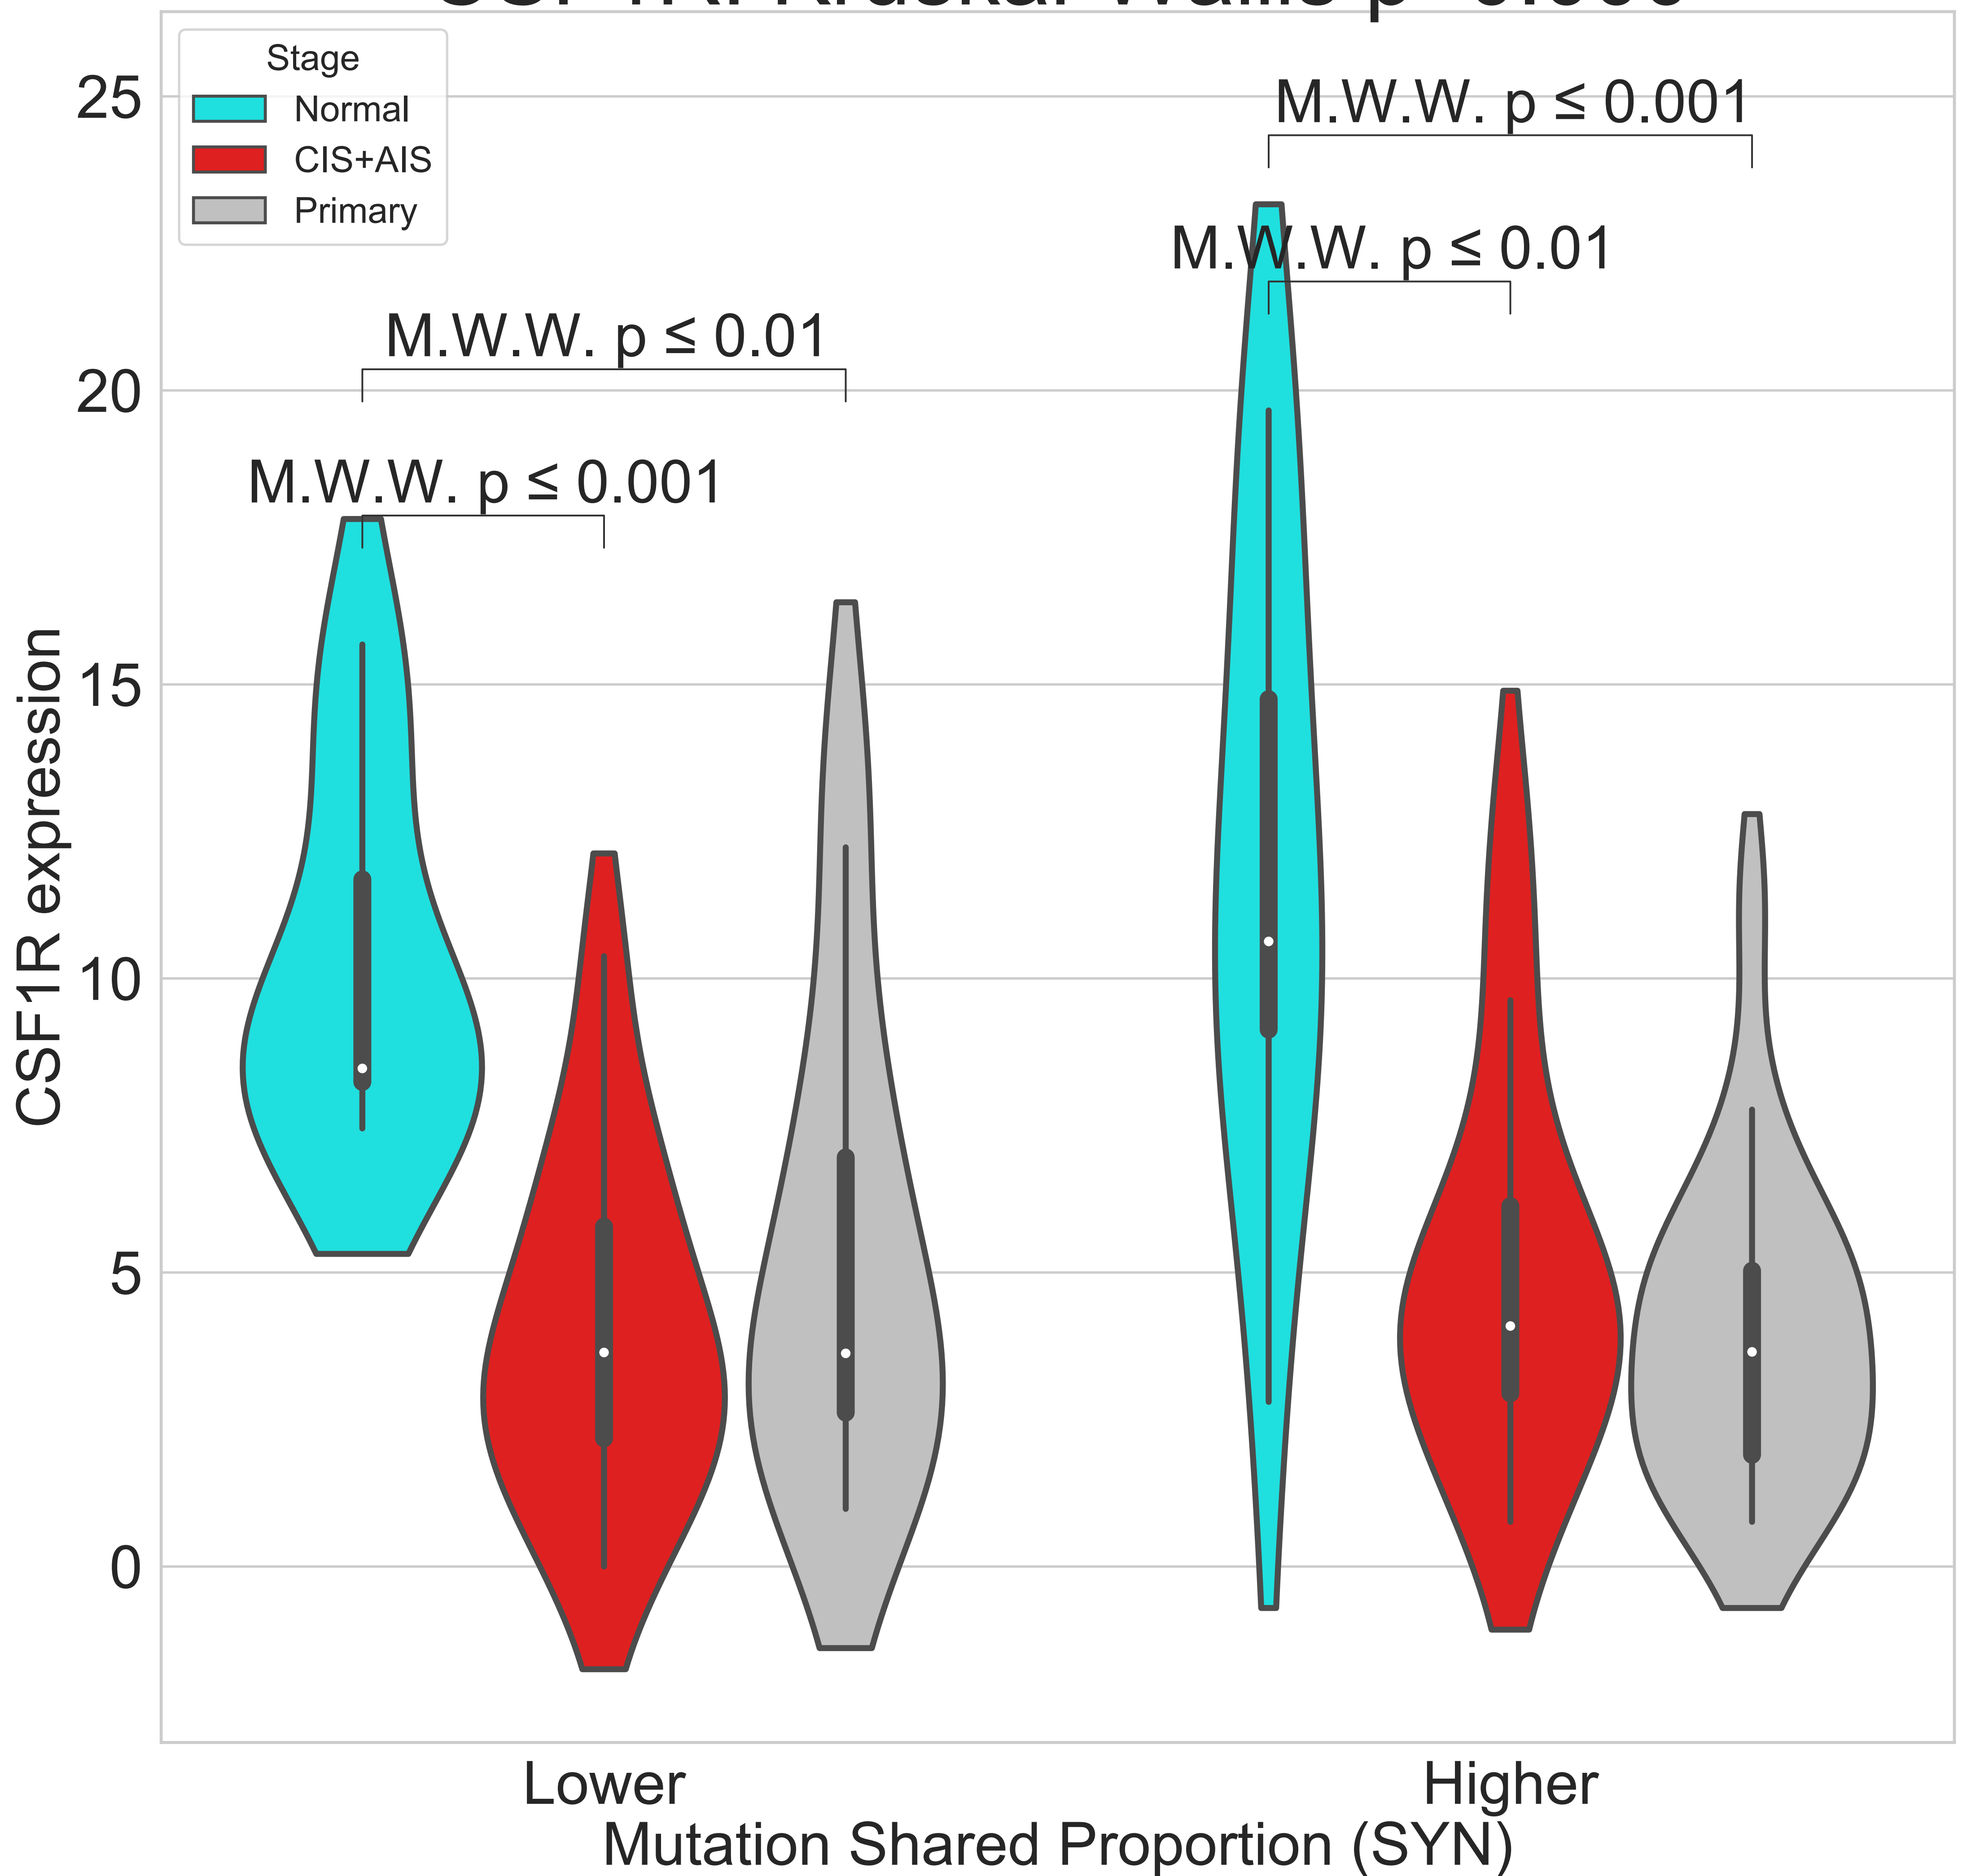 Stage
Normal
CIS+AIS
Primary
M.W.W. p ≤ 0.001
M.W.W. p ≤ 0.01
M.W.W. p ≤ 0.01
M.W.W. p ≤ 0.001
25
20
15
10
5
0
CSF1R expression
Lower
Higher
Mutation Shared Proportion (SYN)